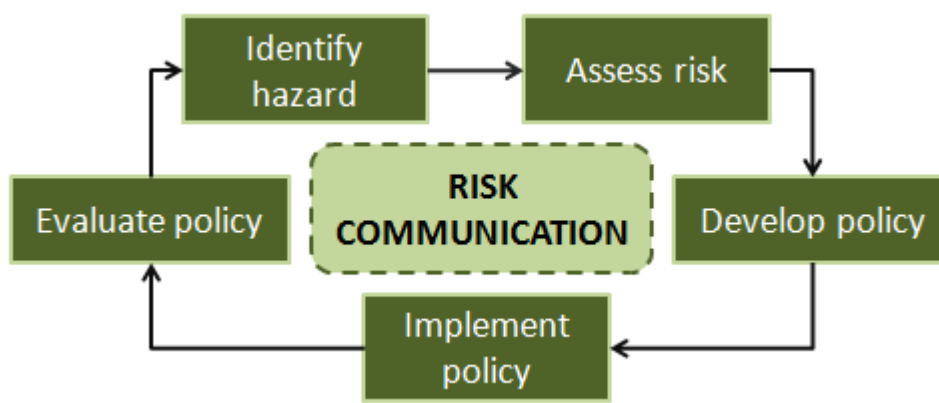 Identify
hazard
Assess risk
RISK
COMMUNICATION
Evaluate policy
Develop policy
Implement
policy